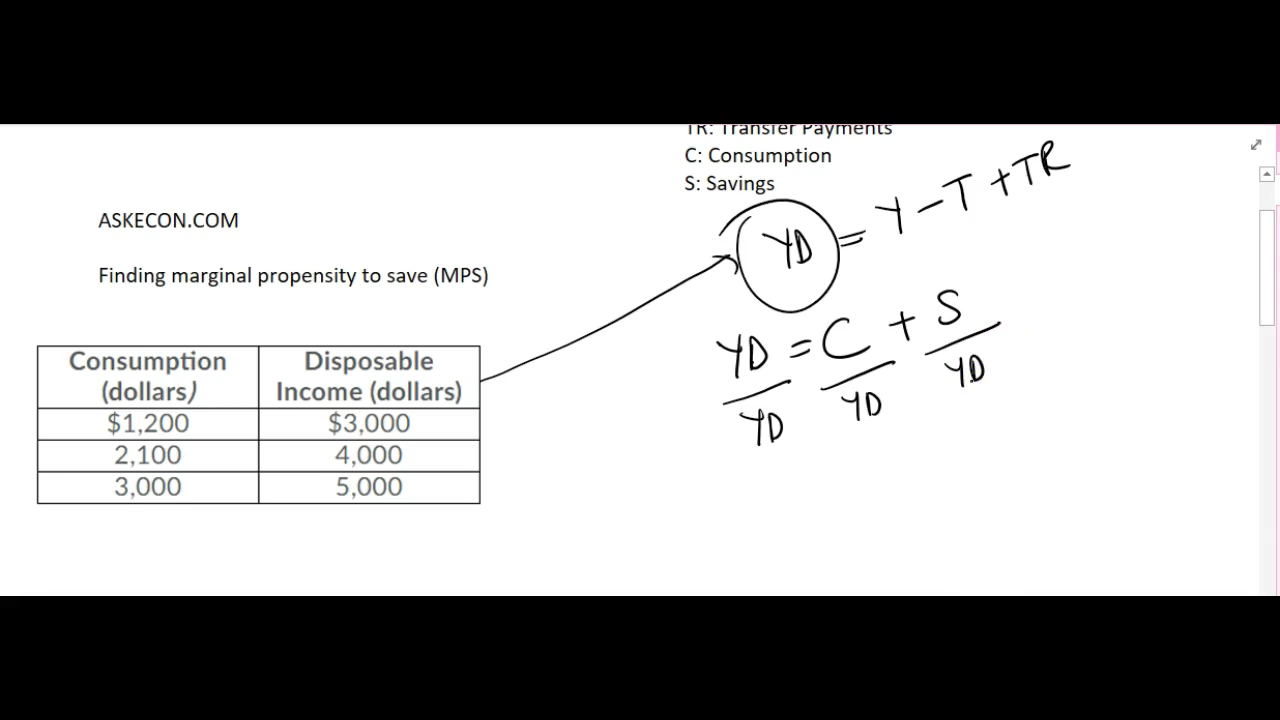 TR: Transfer Payments
C: Consumption
S: Savings
ASKECON.COM
Finding marginal propensity to save (MPS)
Consumption (dollars) Disposable Income (dollars)
$1,200 $3,000
2,100 4,000
3,000 5,000
YD = Y - T + TR
YD = C + S
YD YD YD